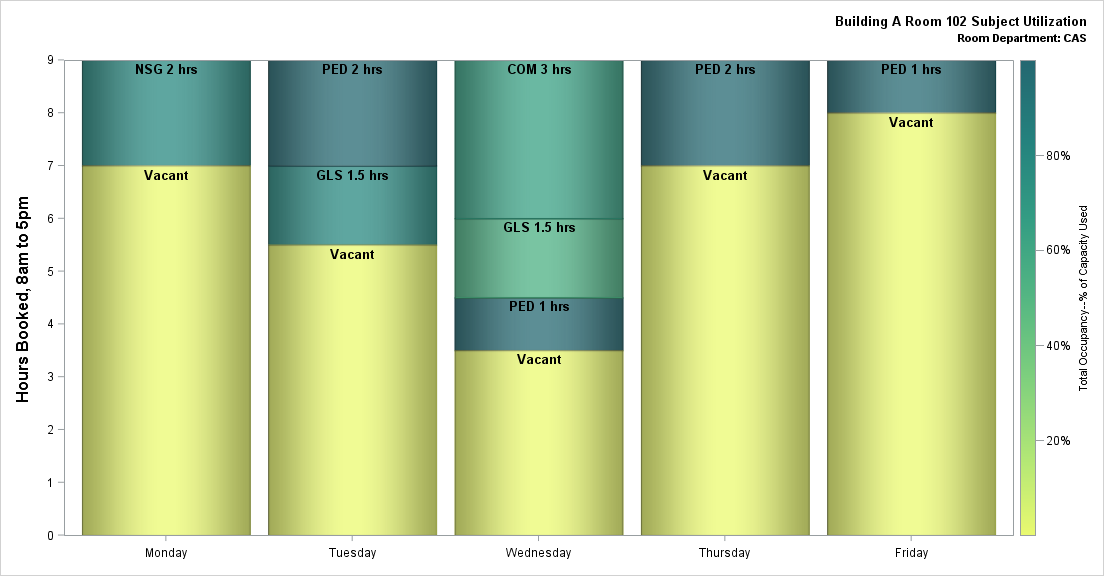 Building A Room 102 Subject Utilization
Room Department: CAS
Hours Booked, 8am to 5pm
9
8
7
6
5
4
3
2
1
0
NSG 2 hrs
Vacant
PED 2 hrs
GLS 1.5 hrs
Vacant
COM 3 hrs
GLS 1.5 hrs
PED 1 hrs
Vacant
PED 2 hrs
Vacant
PED 1 hrs
Vacant
Monday
Tuesday
Wednesday
Thursday
Friday
80%
60%
40%
20%
Total Occupancy--% of Capacity Used